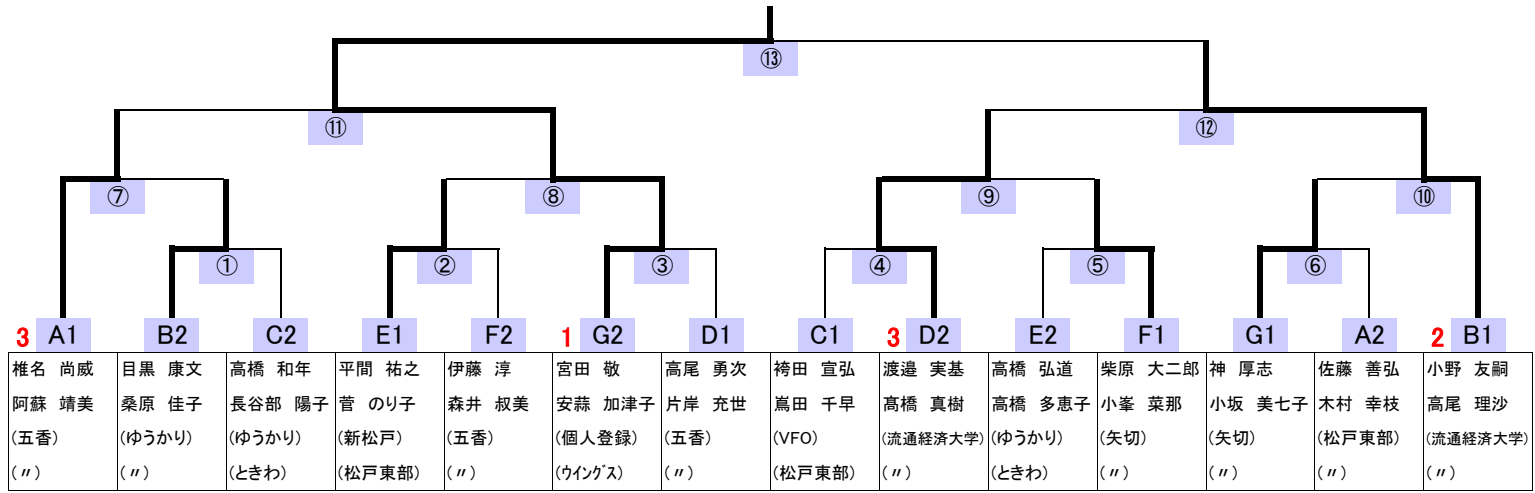 ⑬
⑪ ⑫
⑦ ⑧ ⑨ ⑩
① ② ③ ④ ⑤ ⑥
3 A1 B2 C2 E1 F2 1 G2 D1 C1 3 D2 E2 F1 G1 A2 2 B1
椎名 尚威 目黒 康文 高橋 和年 平間 祐之 伊藤 淳 宮田 敬 高尾 勇次 袴田 宣弘 渡邉 実基 高橋 弘道 柴原 大二郎 神 厚志 佐藤 善弘 小野 友嗣
阿蘇 靖美 桑原 佳子 長谷部 陽子 菅 のり子 森井 叔美 安蒜 加津子 片岸 充世 嶌田 千早 髙橋 真樹 高橋 多恵子 小峯 菜那 小坂 美七子 木村 幸枝 高尾 理沙
(五香) (ゆうかり) (ゆうかり) (新松戸) (五香) (個人登録) (五香) (VFO) (流通経済大学) (ゆうかり) (矢切) (矢切) (松戸東部) (流通経済大学)
(〃) (〃) (ときわ) (松戸東部) (〃) (ウイングス) (〃) (松戸東部) (〃) (ときわ) (〃) (〃) (〃) (〃)